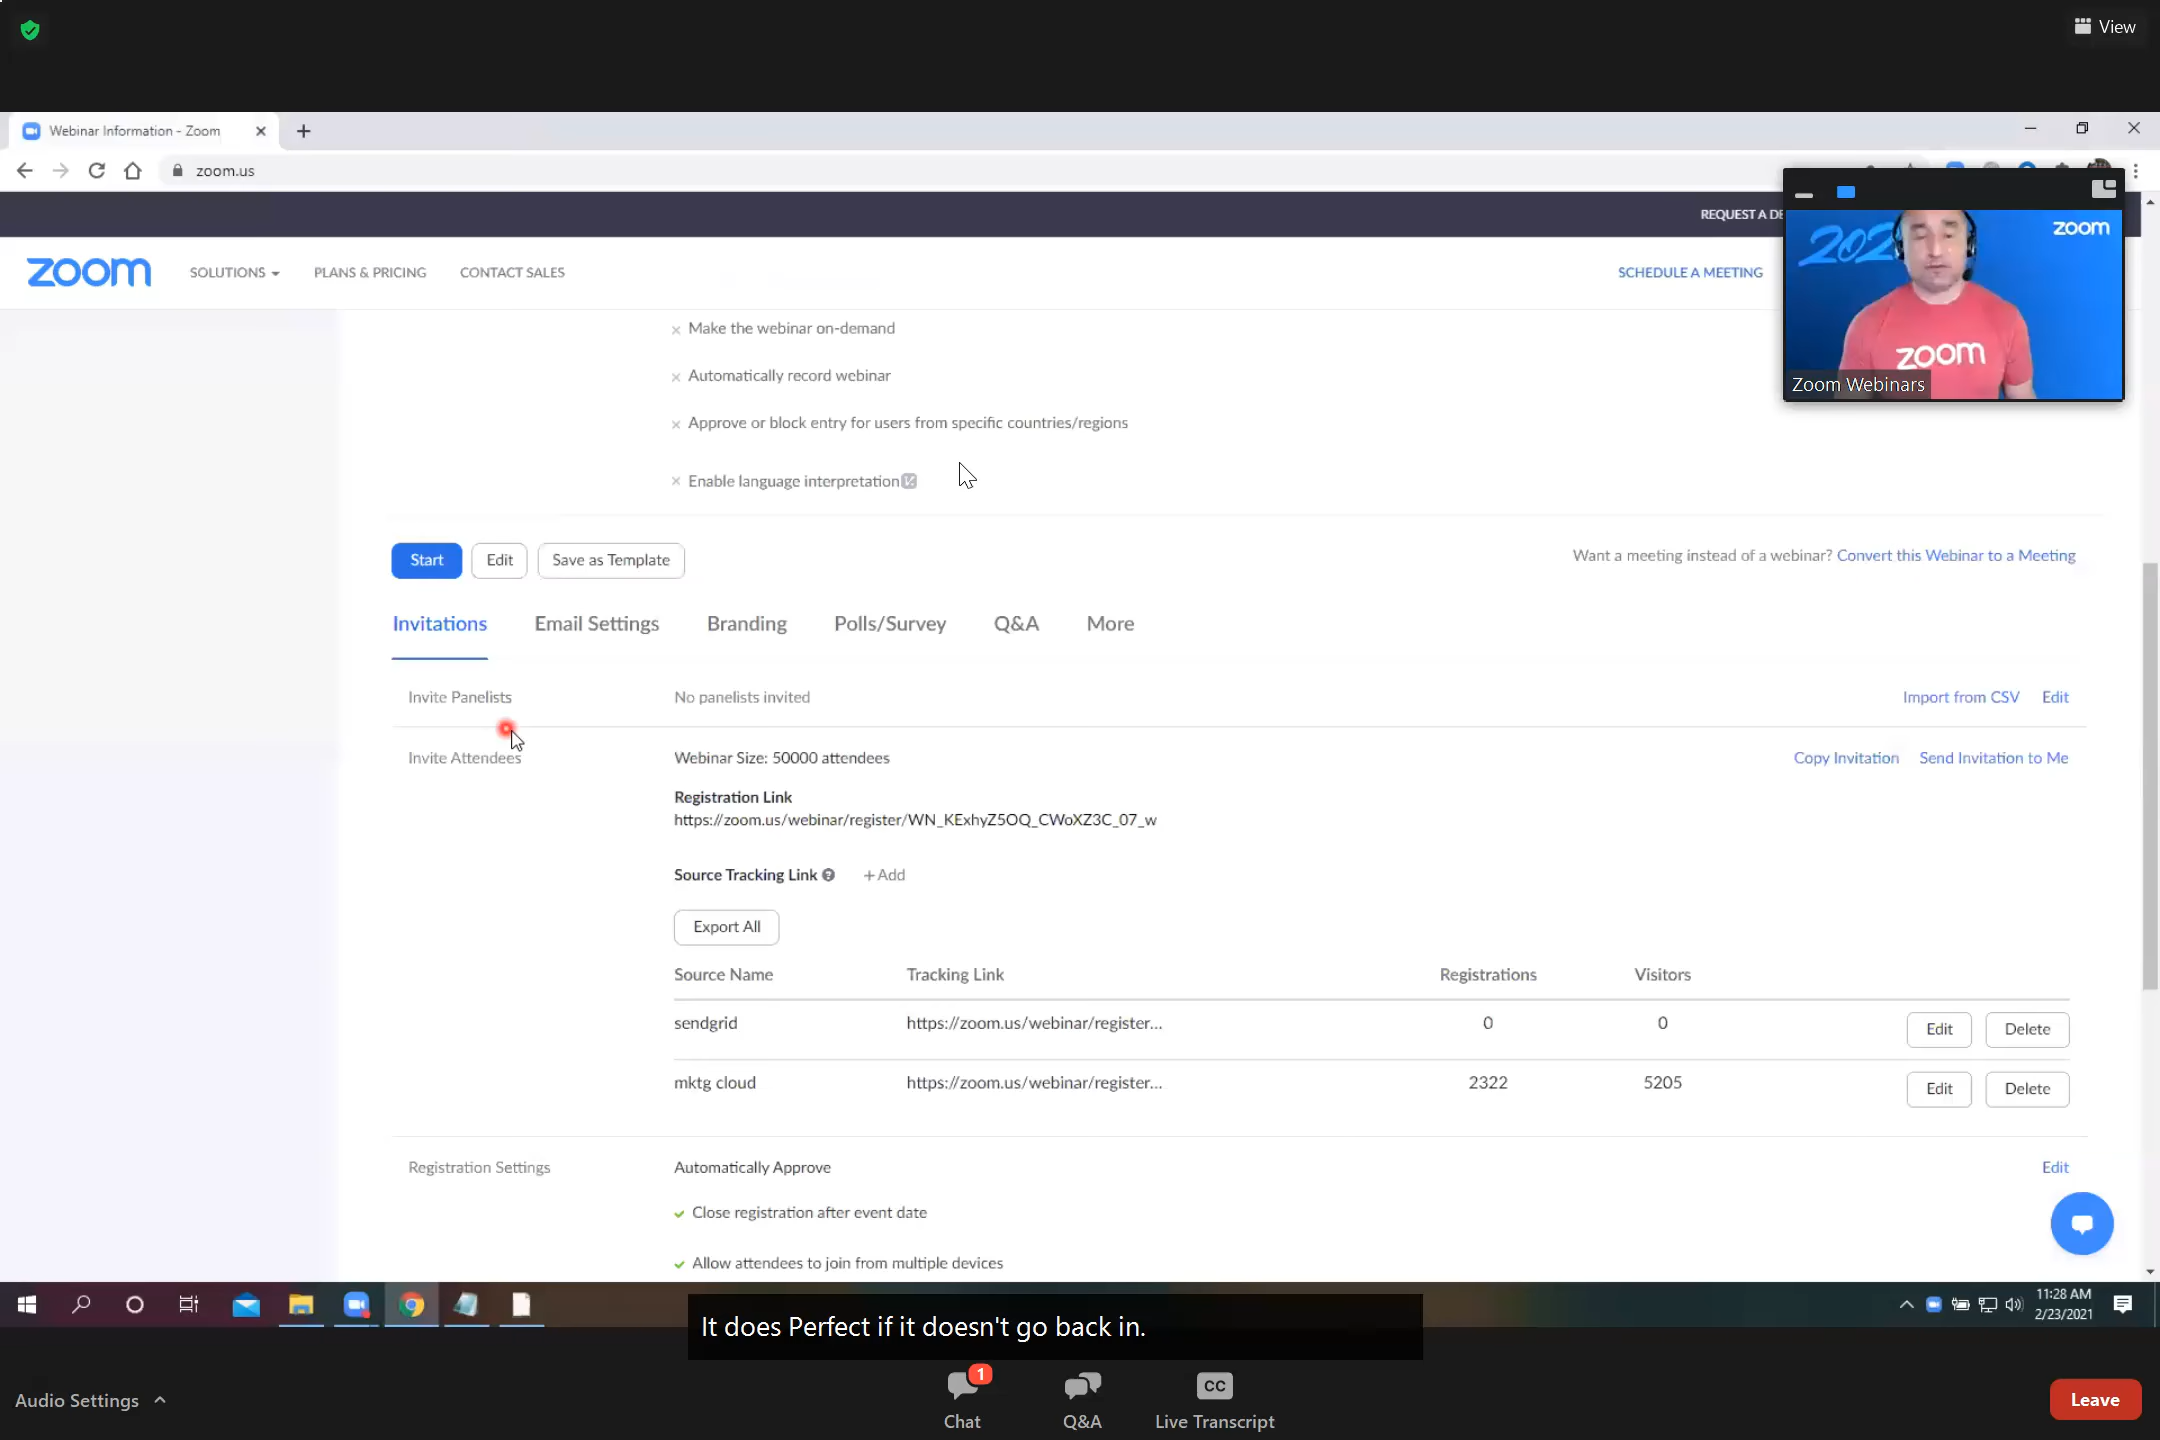 View
Webinar Information - Zoom
zoom.us
REQUEST A DE
zoom
SOLUTIONS
PLANS & PRICING
CONTACT SALES
SCHEDULE A MEETING
202
zoom
zoom
Zoom Webinars
Make the webinar on-demand
Automatically record webinar
Approve or block entry for users from specific countries/regions
Enable language interpretation
Start
Edit
Save as Template
Want a meeting instead of a webinar? Convert this Webinar to a Meeting
Invitations
Email Settings
Branding
Polls/Survey
Q&A
More
Invite Panelists
No panelists invited
Import from CSV
Edit
Invite Attendees
Webinar Size: 50000 attendees
Copy Invitation
Send Invitation to Me
Registration Link
https://zoom.us/webinar/register/WN_KExhyZ5OQ_CWoXZ3C_07_w
Source Tracking Link
+Add
Export All
Source Name
Tracking Link
Registrations
Visitors
sendgrid
https://zoom.us/webinar/register...
0
0
Edit
Delete
mktg cloud
https://zoom.us/webinar/register...
2322
5205
Edit
Delete
Registration Settings
Automatically Approve
Edit
Close registration after event date
Allow attendees to join from multiple devices
11:28 AM
2/23/2021
It does Perfect if it doesn't go back in.
Audio Settings
1
Chat
Q&A
CC
Live Transcript
Leave